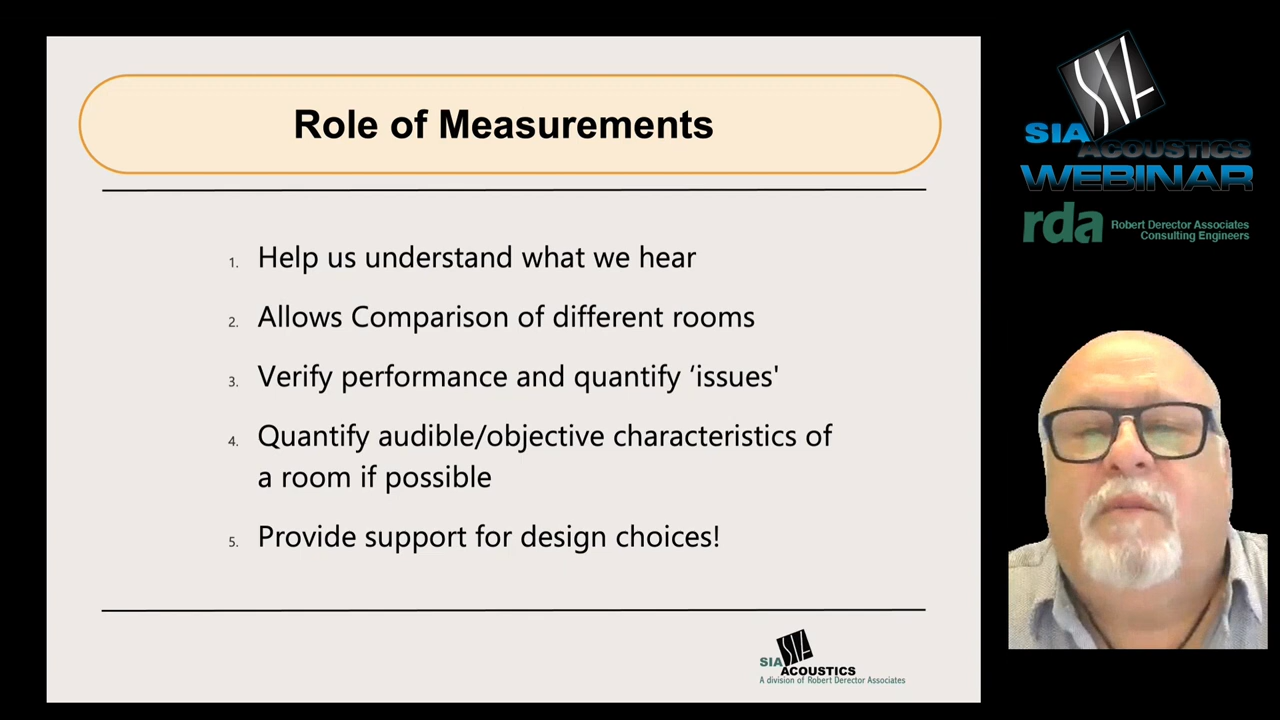 Role of Measurements
1. Help us understand what we hear
2. Allows Comparison of different rooms
3. Verify performance and quantify ‘issues'
4. Quantify audible/objective characteristics of
a room if possible
5. Provide support for design choices!
SIA
ACOUSTICS
A division of Robert Derector Associates
SIA
SIA
ACOUSTICS
WEBINAR
rda Robert Derector Associates
Consulting Engineers